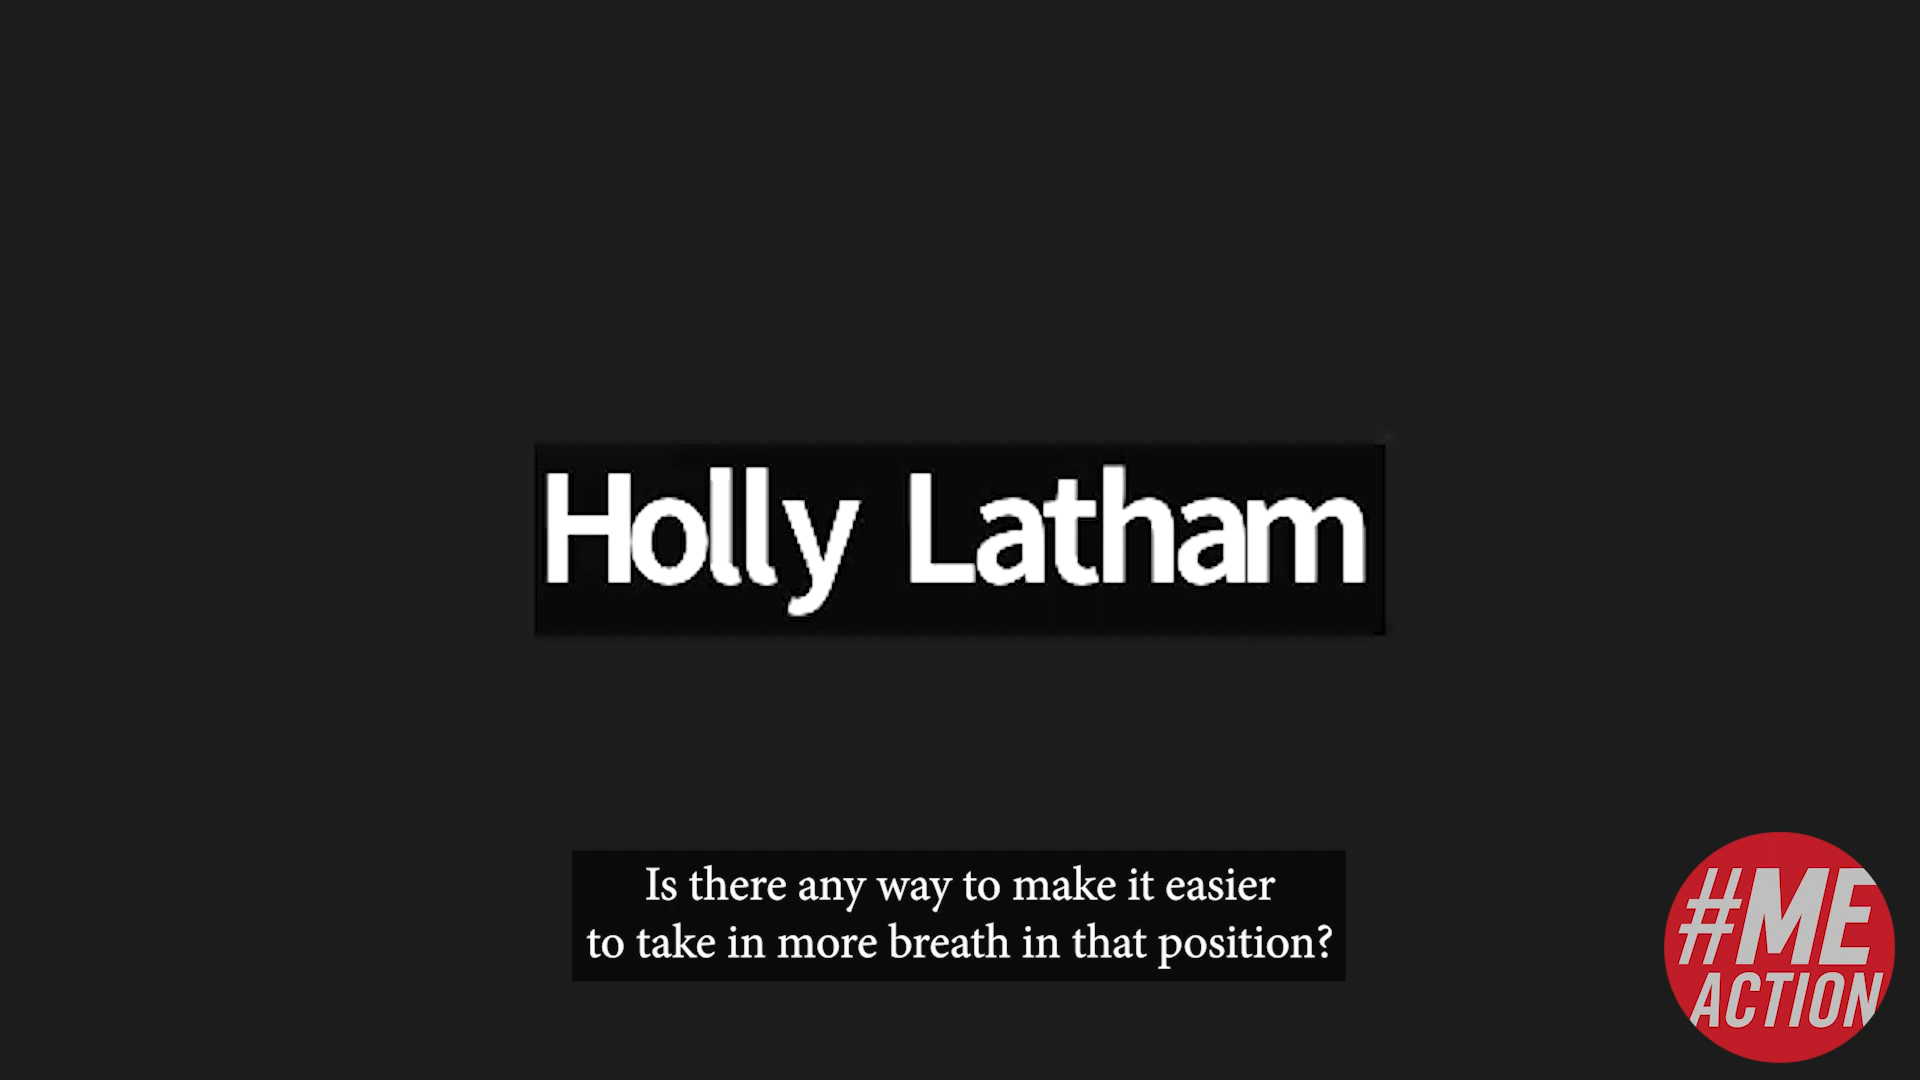 Holly Latham
Is there any way to make it easier
to take in more breath in that position?
#ME
ACTION